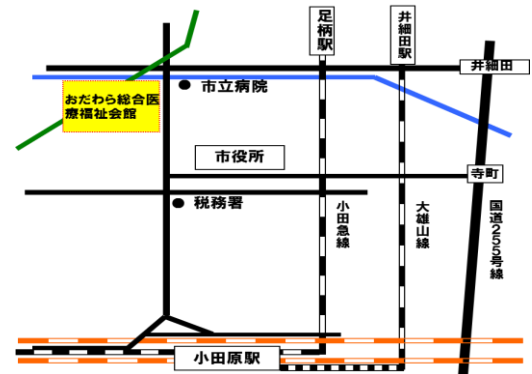 足柄駅
井細田駅
井細田
市立病院
おだわら総合医
療福祉会館
市役所
寺町
税務署
小田急線
大雄山線
国道255号線
小田原駅